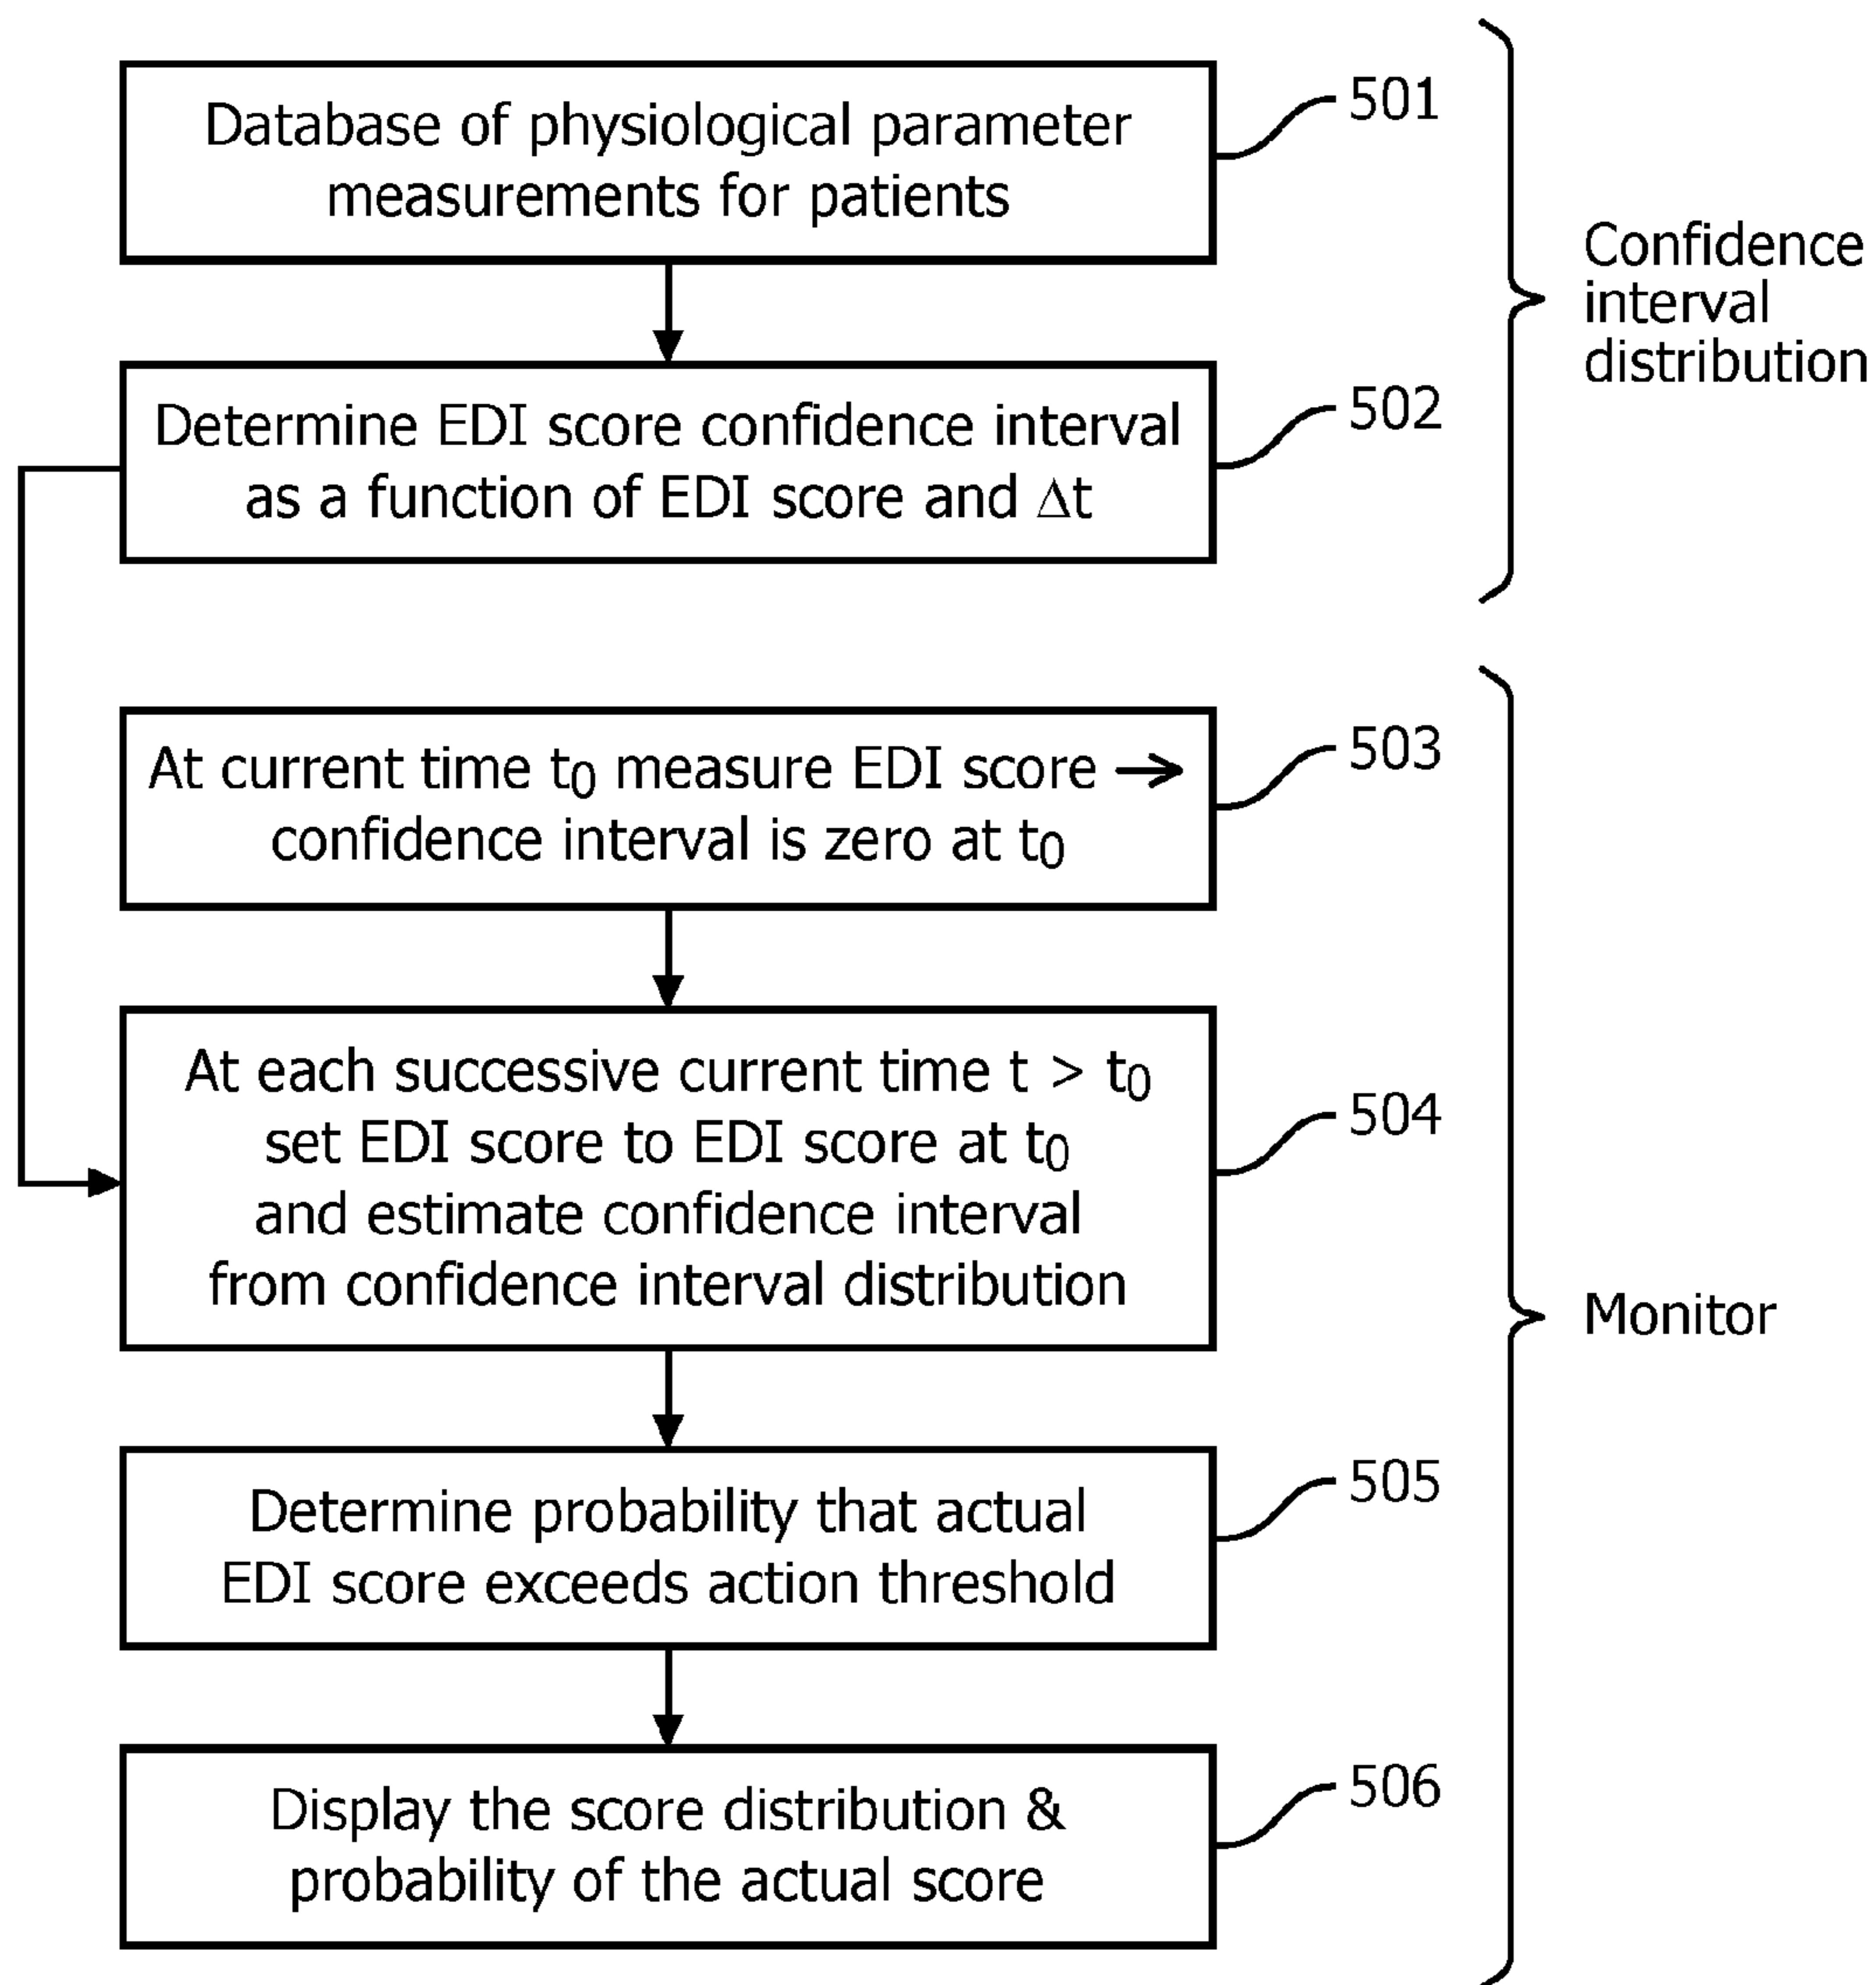 Database of physiological parameter
measurements for patients
501
Confidence
interval
distribution
Determine EDI score confidence interval
as a function of EDI score and Δt
502
At current time t0 measure EDI score →
confidence interval is zero at t0
503
At each successive current time t > t0
set EDI score to EDI score at t0
and estimate confidence interval
from confidence interval distribution
504
Monitor
Determine probability that actual
EDI score exceeds action threshold
505
Display the score distribution &
probability of the actual score
506